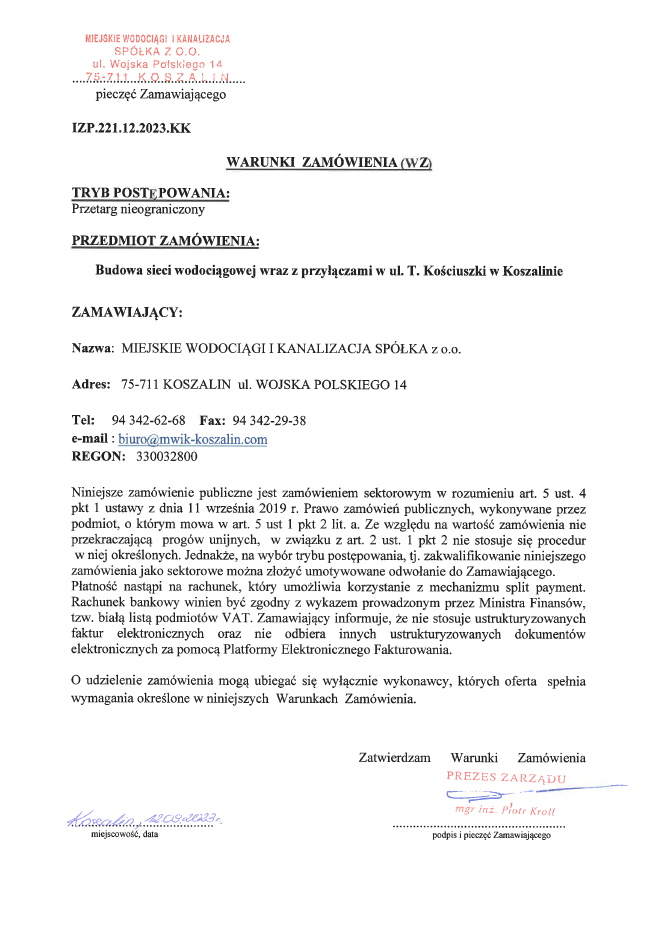 MIEJSKIE WODOCIĄGI I KANALIZACJA
SPÓŁKA Z O.O.
ul. Wojska Polskiego 14
75-711 KOSZALIN
pieczęć Zamawiającego
IZP.221.12.2023.KK
WARUNKI ZAMÓWIENIA (WZ)
TRYB POSTĘPOWANIA:
Przetarg nieograniczony
PRZEDMIOT ZAMÓWIENIA:
Budowa sieci wodociągowej wraz z przyłączami w ul. T. Kościuszki w Koszalinie
ZAMAWIAJĄCY:
Nazwa: MIEJSKIE WODOCIĄGI I KANALIZACJA SPÓŁKA z o.o.
Adres: 75-711 KOSZALIN ul. WOJSKA POLSKIEGO 14
Tel: 94 342-62-68 Fax: 94 342-29-38
e-mail : biuro@mwik-koszalin.com
REGON: 330032800
Niniejsze zamówienie publiczne jest zamówieniem sektorowym w rozumieniu art. 5 ust. 4
pkt 1 ustawy z dnia 11 września 2019 r. Prawo zamówień publicznych, wykonywane przez
podmiot, o którym mowa w art. 5 ust 1 pkt 2 lit. a. Ze względu na wartość zamówienia nie
przekraczającą progów unijnych, w związku z art. 2 ust. 1 pkt 2 nie stosuje się procedur
w niej określonych. Jednakże, na wybór trybu postępowania, tj. zakwalifikowanie niniejszego
zamówienia jako sektorowe można złożyć umotywowane odwołanie do Zamawiającego.
Płatność nastąpi na rachunek, który umożliwia korzystanie z mechanizmu split payment.
Rachunek bankowy winien być zgodny z wykazem prowadzonym przez Ministra Finansów,
tzw. białą listą podmiotów VAT. Zamawiający informuje, że nie stosuje ustrukturyzowanych
faktur elektronicznych oraz nie odbiera innych ustrukturyzowanych dokumentów
elektronicznych za pomocą Platformy Elektronicznego Fakturowania.
O udzielenie zamówienia mogą ubiegać się wyłącznie wykonawcy, których oferta spełnia
wymagania określone w niniejszych Warunkach Zamówienia.
Zatwierdzam Warunki Zamówienia
PREZES ZARZĄDU
mgr inż. Piotr Kroll
Koszalin, 12.09.2023r.
miejscowość, data
podpis i pieczęć Zamawiającego